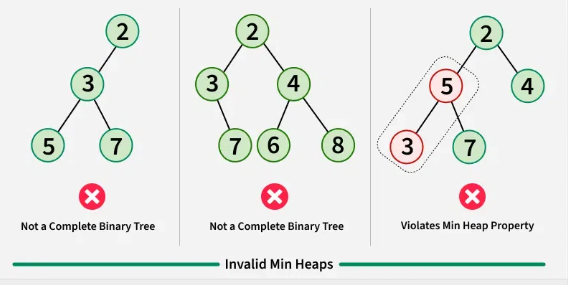 2
3
5 7
Not a Complete Binary Tree
2
3 4
7 6 8
Not a Complete Binary Tree
2
5 4
3 7
Violates Min Heap Property
Invalid Min Heaps